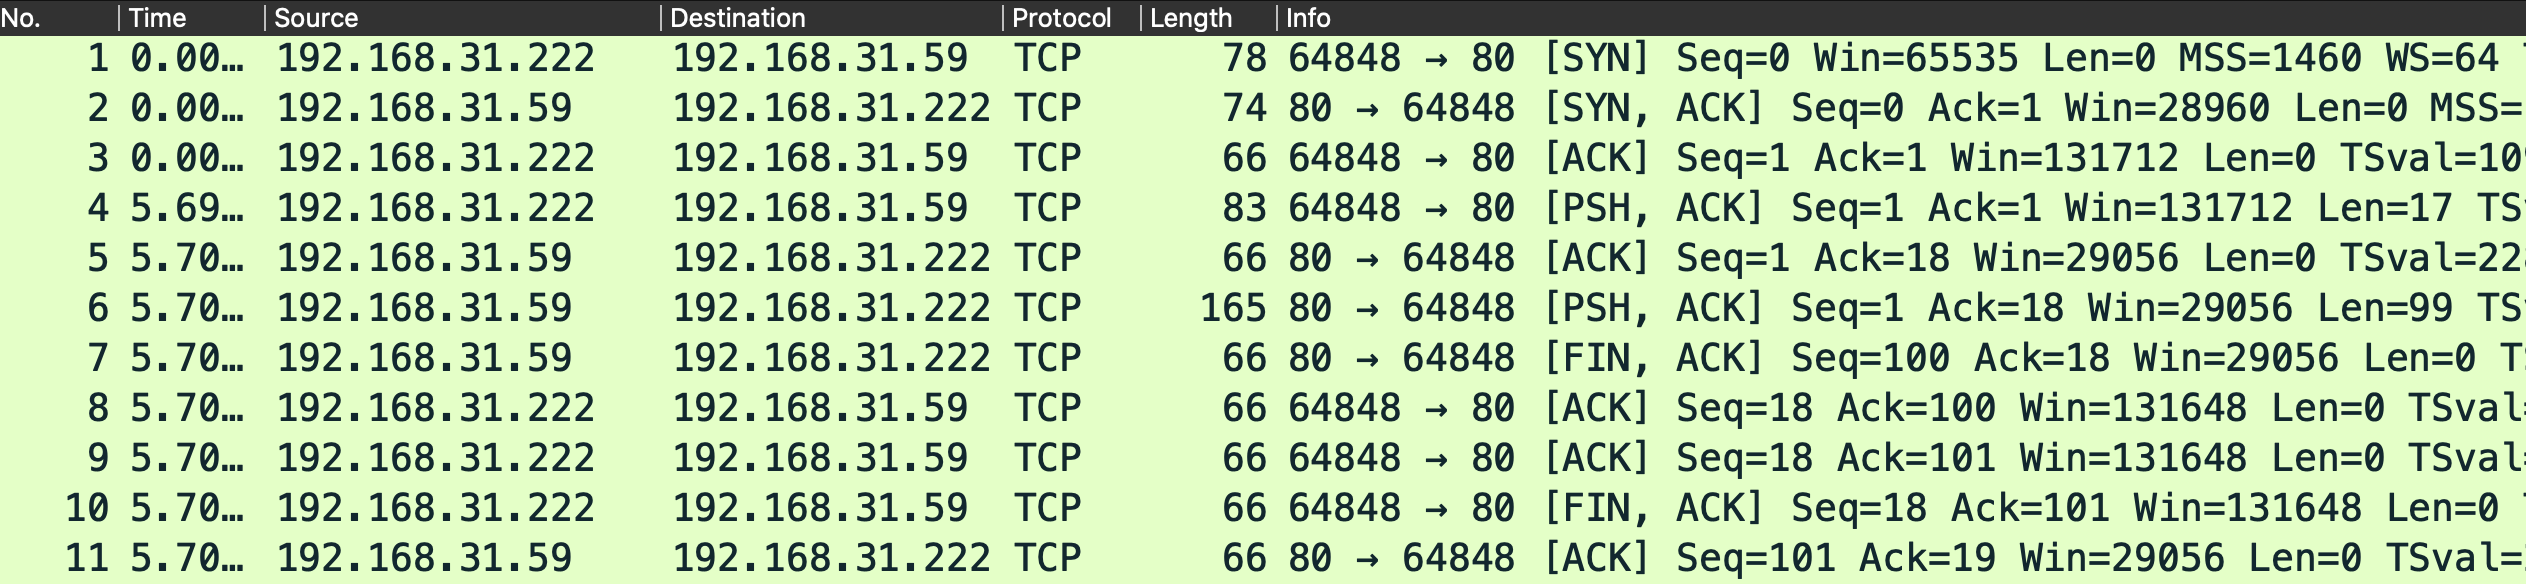 No. Time Source Destination Protocol Length Info
1 0.00… 192.168.31.222 192.168.31.59 TCP 78 64848 → 80 [SYN] Seq=0 Win=65535 Len=0 MSS=1460 WS=64
2 0.00… 192.168.31.59 192.168.31.222 TCP 74 80 → 64848 [SYN, ACK] Seq=0 Ack=1 Win=28960 Len=0 MSS=
3 0.00… 192.168.31.222 192.168.31.59 TCP 66 64848 → 80 [ACK] Seq=1 Ack=1 Win=131712 Len=0 TSval=109
4 5.69… 192.168.31.222 192.168.31.59 TCP 83 64848 → 80 [PSH, ACK] Seq=1 Ack=1 Win=131712 Len=17 TS
5 5.70… 192.168.31.59 192.168.31.222 TCP 66 80 → 64848 [ACK] Seq=1 Ack=18 Win=29056 Len=0 TSval=228
6 5.70… 192.168.31.59 192.168.31.222 TCP 165 80 → 64848 [PSH, ACK] Seq=1 Ack=18 Win=29056 Len=99 TS
7 5.70… 192.168.31.59 192.168.31.222 TCP 66 80 → 64848 [FIN, ACK] Seq=100 Ack=18 Win=29056 Len=0 T
8 5.70… 192.168.31.222 192.168.31.59 TCP 66 64848 → 80 [ACK] Seq=18 Ack=100 Win=131648 Len=0 TSval=
9 5.70… 192.168.31.222 192.168.31.59 TCP 66 64848 → 80 [ACK] Seq=18 Ack=101 Win=131648 Len=0 TSval=
10 5.70… 192.168.31.222 192.168.31.59 TCP 66 64848 → 80 [FIN, ACK] Seq=18 Ack=101 Win=131648 Len=0
11 5.70… 192.168.31.59 192.168.31.222 TCP 66 80 → 64848 [ACK] Seq=101 Ack=19 Win=29056 Len=0 TSval=